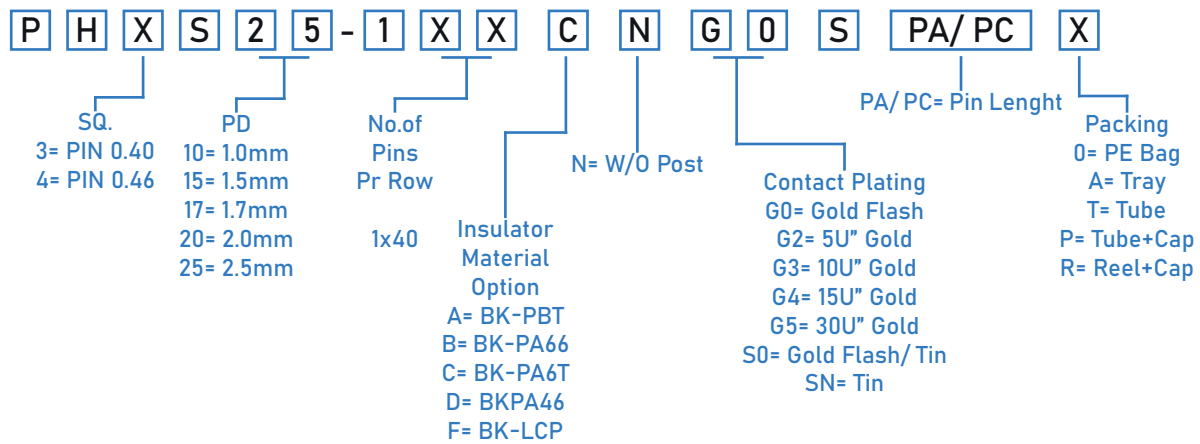 P H X S 2 5 - 1 X X C N G 0 S PA/ PC X
SQ.
3= PIN 0.40
4= PIN 0.46
PD
10= 1.0mm
15= 1.5mm
17= 1.7mm
20= 2.0mm
25= 2.5mm
No.of
Pins
Pr Row
1x40
Insulator
Material
Option
A= BK-PBT
B= BK-PA66
C= BK-PA6T
D= BKPA46
F= BK-LCP
N= W/O Post
Contact Plating
G0= Gold Flash
G2= 5U" Gold
G3= 10U" Gold
G4= 15U" Gold
G5= 30U" Gold
S0= Gold Flash/ Tin
SN= Tin
PA/ PC= Pin Lenght
Packing
0= PE Bag
A= Tray
T= Tube
P= Tube+Cap
R= Reel+Cap